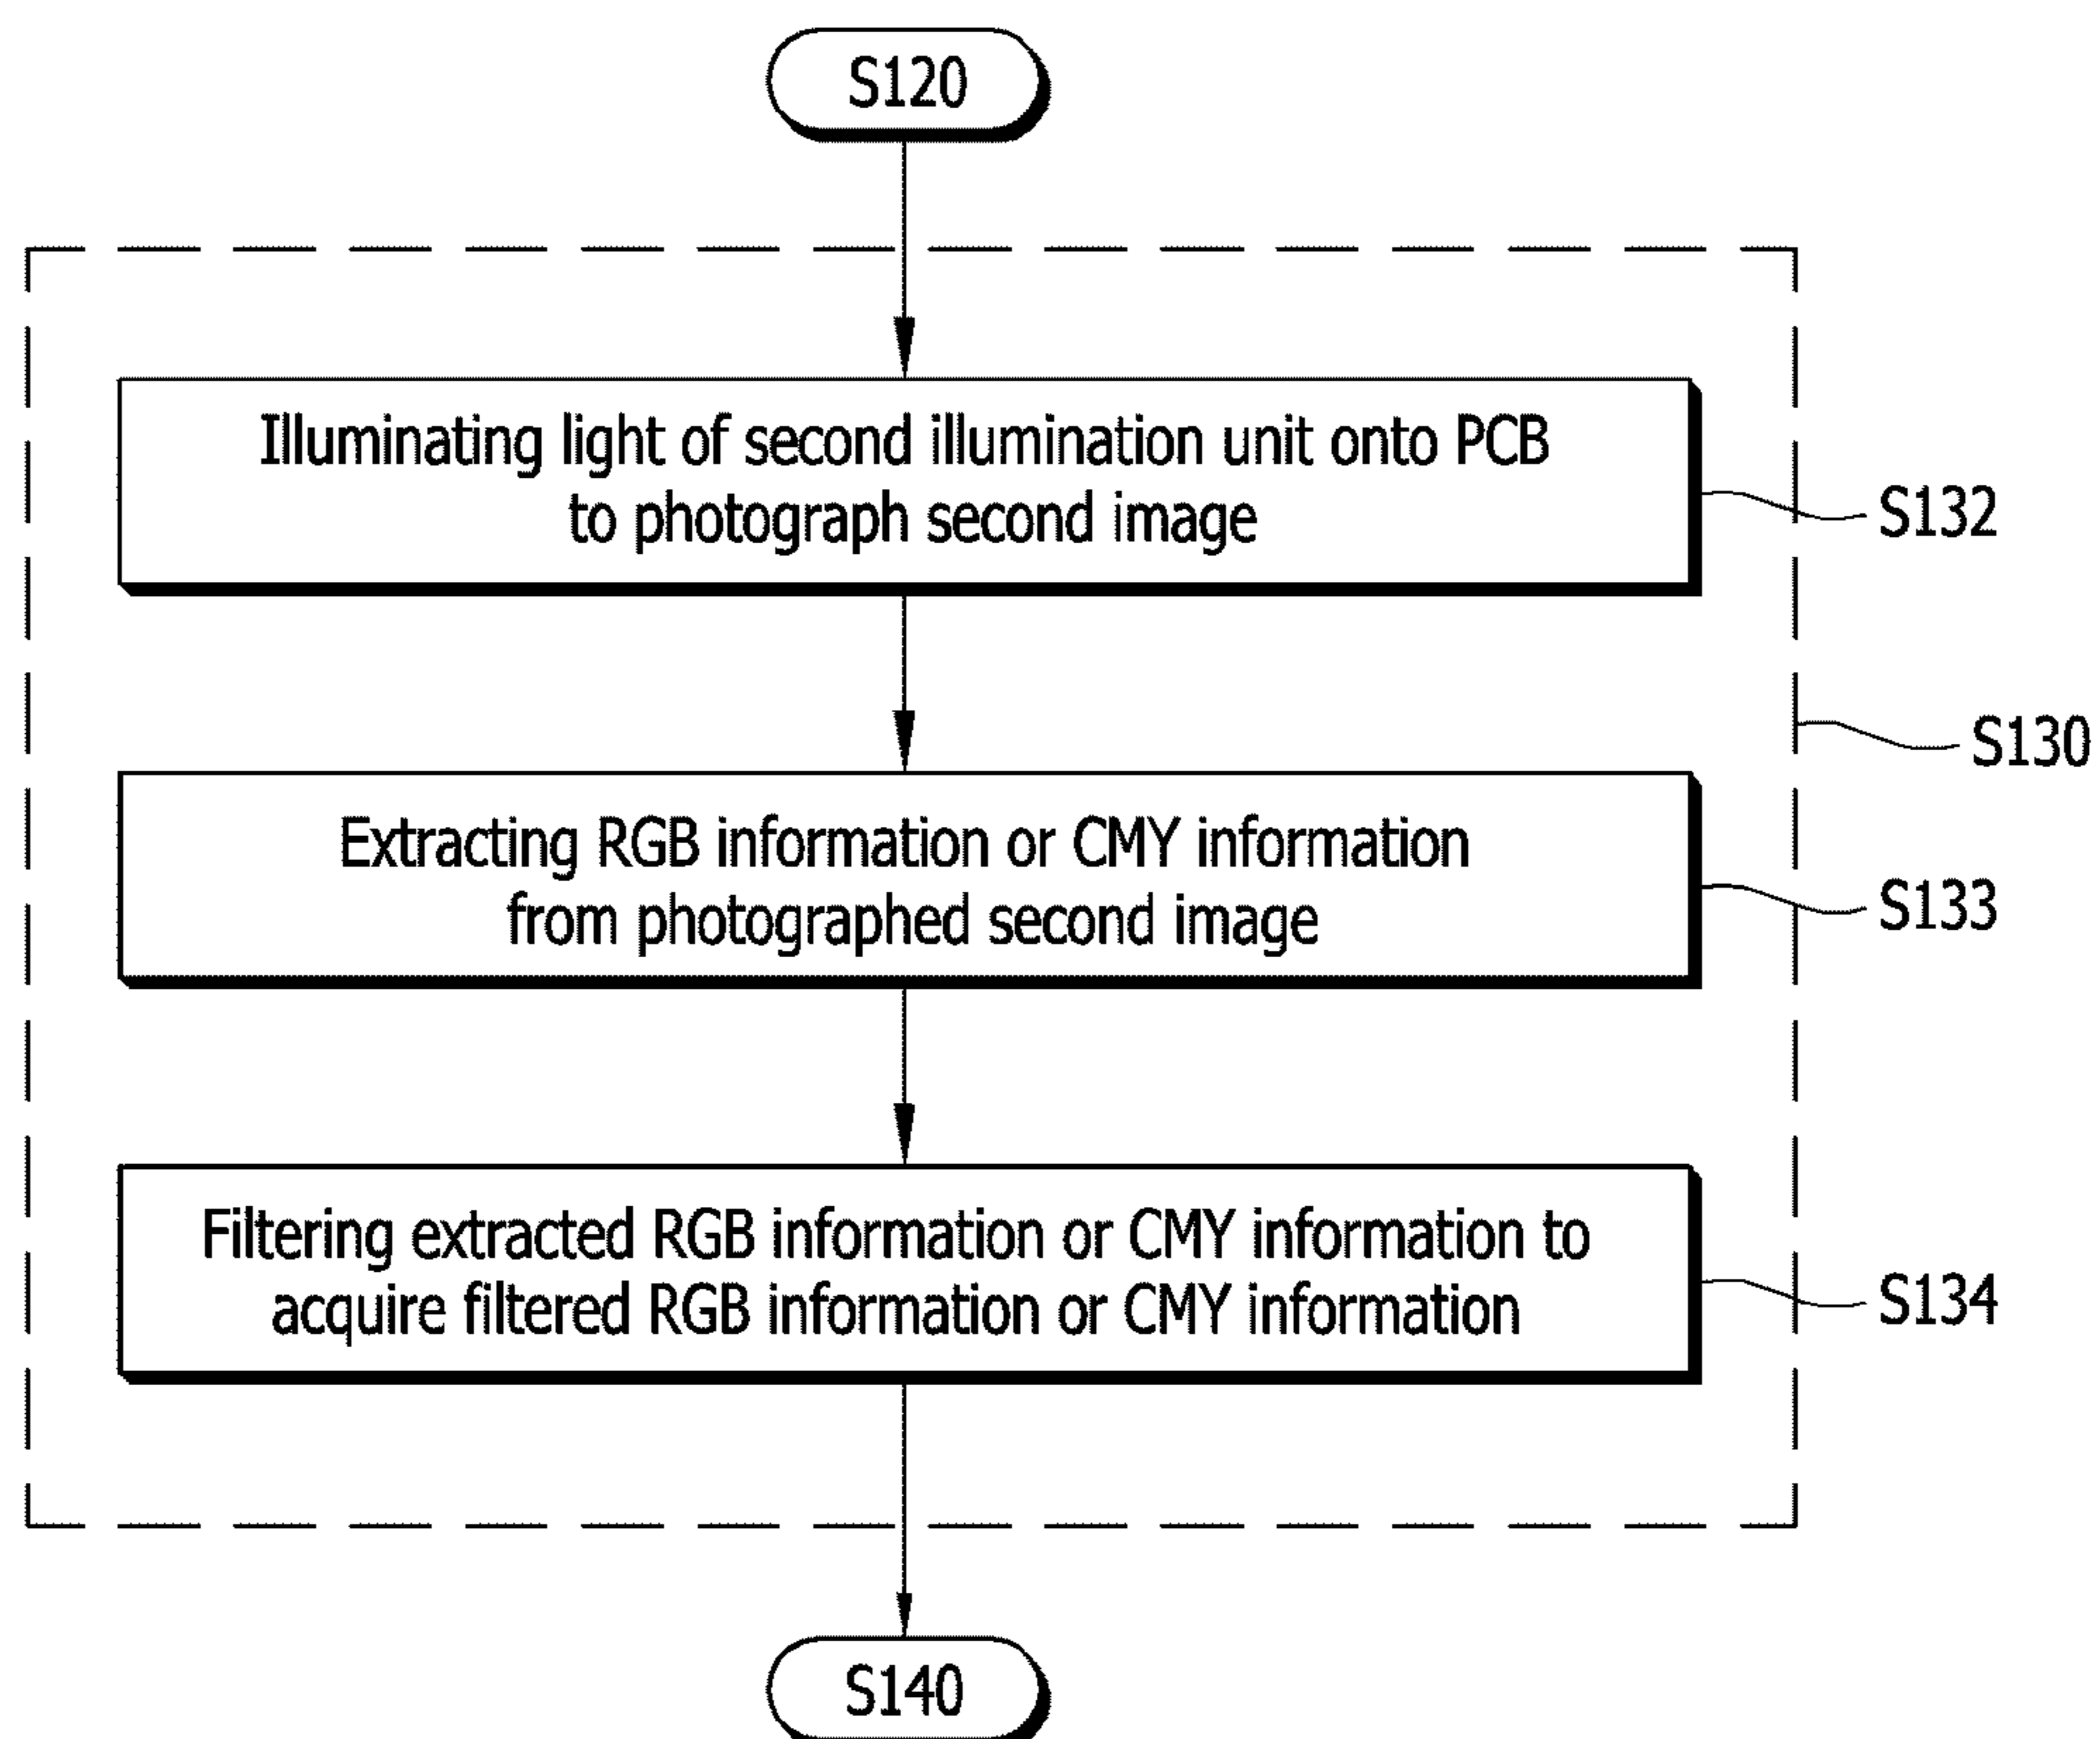 S120
Illuminating light of second illumination unit onto PCB
to photograph second image
S132
S130
Extracting RGB information or CMY information
from photographed second image
S133
Filtering extracted RGB information or CMY information to
acquire filtered RGB information or CMY information
S134
S140